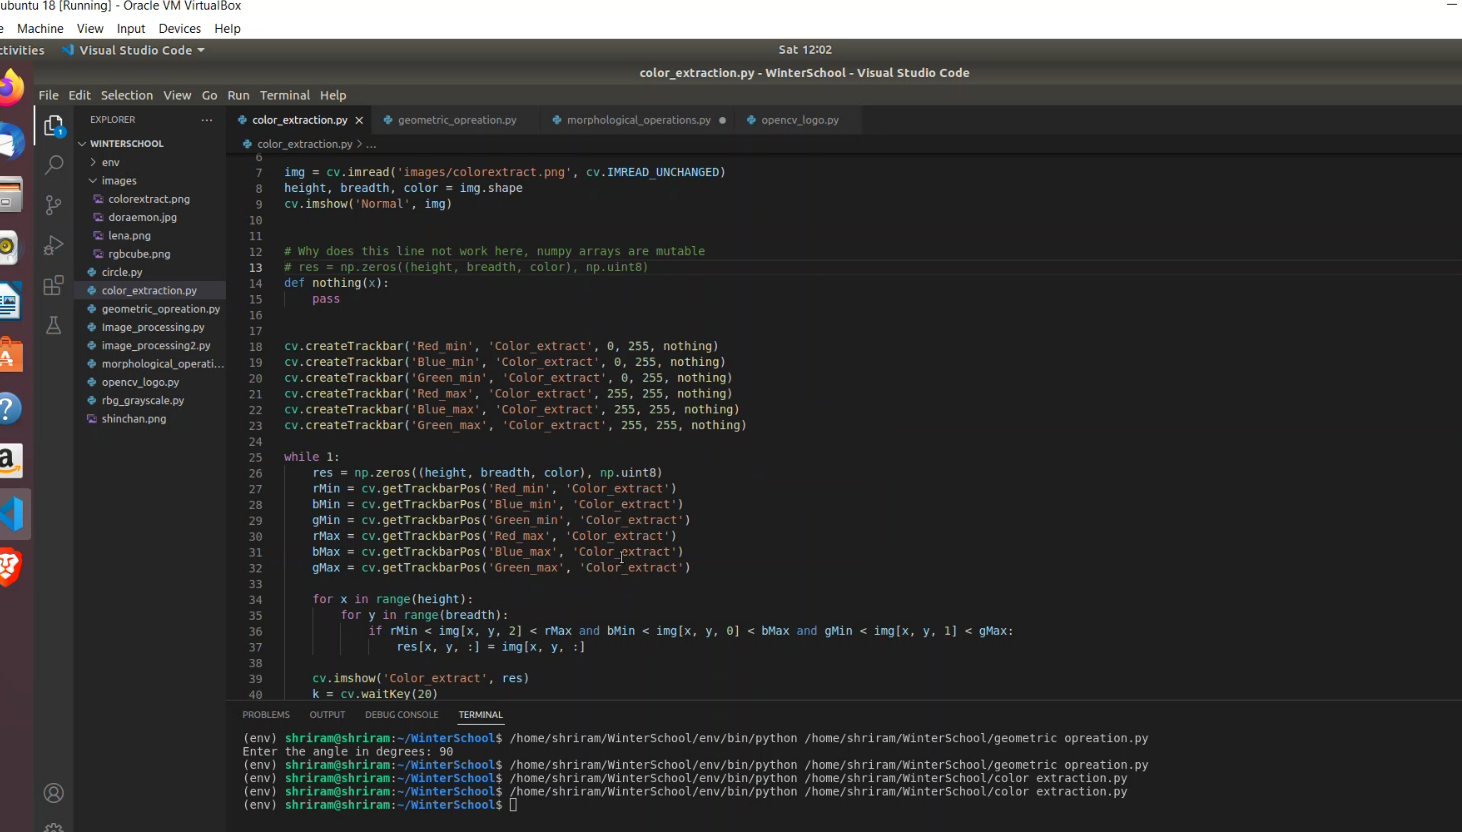 ubuntu 18 [Running] - Oracle VM VirtualBox
Machine View Input Devices Help
Visual Studio Code Sat 12:02
color_extraction.py - WinterSchool - Visual Studio Code
File Edit Selection View Go Run Terminal Help
EXPLORER ...
color_extraction.py geometric_opreation.py morphological_operations.py opencv_logo.py
color_extraction.py > ...
WINTERSCHOOL
env
images
colorextract.png
doraemon.jpg
lena.png
rgbcube.png
circle.py
color_extraction.py
geometric_opreation.py
Image_processing.py
image_processing2.py
morphological_operati...
opencv_logo.py
rbg_grayscale.py
shinchan.png
1
6
7 img = cv.imread('images/colorextract.png', cv.IMREAD_UNCHANGED)
8 height, breadth, color = img.shape
9 cv.imshow('Normal', img)
10
11
12 # Why does this line not work here, numpy arrays are mutable
13 # res = np.zeros((height, breadth, color), np.uint8)
14 def nothing(x):
15     pass
16
17
18 cv.createTrackbar('Red_min', 'Color_extract', 0, 255, nothing)
19 cv.createTrackbar('Blue_min', 'Color_extract', 0, 255, nothing)
20 cv.createTrackbar('Green_min', 'Color_extract', 0, 255, nothing)
21 cv.createTrackbar('Red_max', 'Color_extract', 255, 255, nothing)
22 cv.createTrackbar('Blue_max', 'Color_extract', 255, 255, nothing)
23 cv.createTrackbar('Green_max', 'Color_extract', 255, 255, nothing)
24
25 while 1:
26     res = np.zeros((height, breadth, color), np.uint8)
27     rMin = cv.getTrackbarPos('Red_min', 'Color_extract')
28     bMin = cv.getTrackbarPos('Blue_min', 'Color_extract')
29     gMin = cv.getTrackbarPos('Green_min', 'Color_extract')
30     rMax = cv.getTrackbarPos('Red_max', 'Color_extract')
31     bMax = cv.getTrackbarPos('Blue_max', 'Color_extract')
32     gMax = cv.getTrackbarPos('Green_max', 'Color_extract')
33
34     for x in range(height):
35         for y in range(breadth):
36             if rMin < img[x, y, 2] < rMax and bMin < img[x, y, 0] < bMax and gMin < img[x, y, 1] < gMax:
37                 res[x, y, :] = img[x, y, :]
38
39     cv.imshow('Color_extract', res)
40     k = cv.waitKey(20)
PROBLEMS OUTPUT DEBUG CONSOLE TERMINAL
(env) shriram@shriram:~/WinterSchool$ /home/shriram/WinterSchool/env/bin/python /home/shriram/WinterSchool/geometric opreation.py
Enter the angle in degrees: 90
(env) shriram@shriram:~/WinterSchool$ /home/shriram/WinterSchool/env/bin/python /home/shriram/WinterSchool/geometric opreation.py
(env) shriram@shriram:~/WinterSchool$ /home/shriram/WinterSchool/env/bin/python /home/shriram/WinterSchool/color extraction.py
(env) shriram@shriram:~/WinterSchool$ /home/shriram/WinterSchool/env/bin/python /home/shriram/WinterSchool/color extraction.py
(env) shriram@shriram:~/WinterSchool$